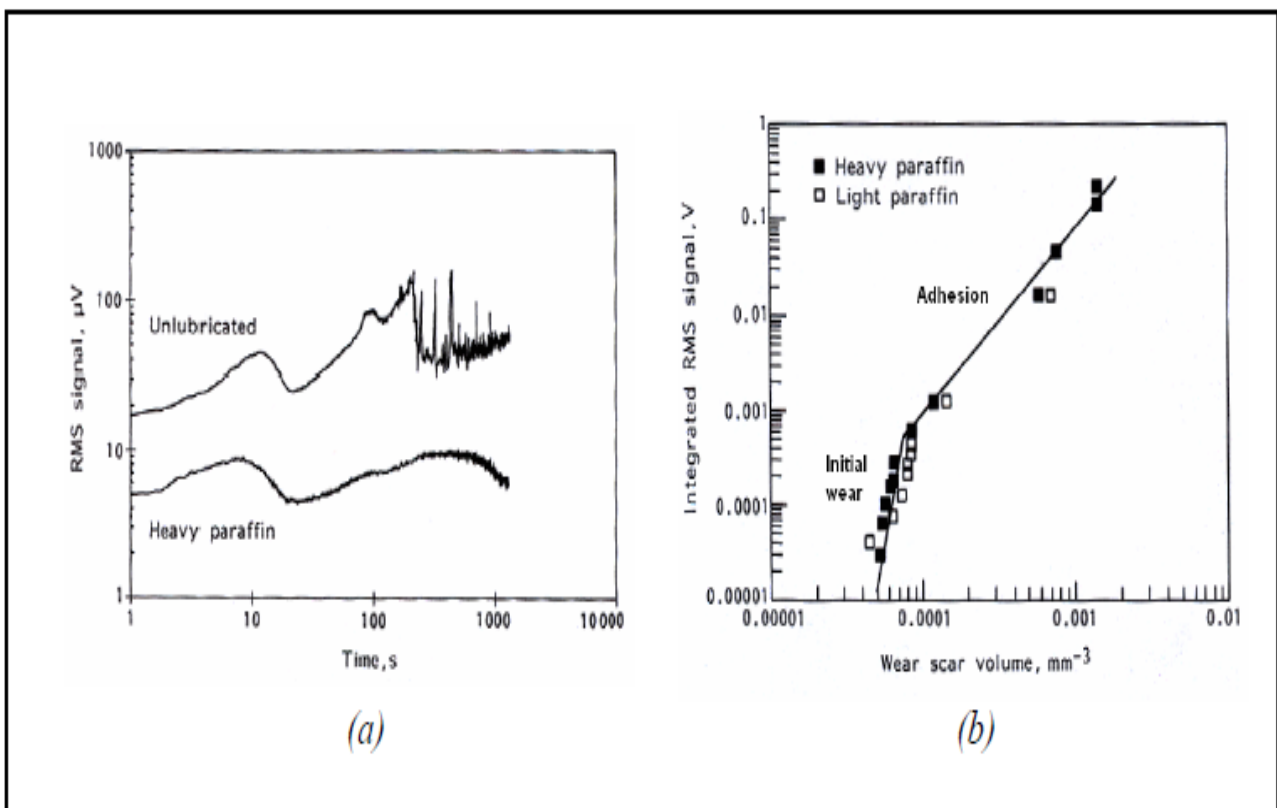 1000
100
10
1
RMS signal, µV
Unlubricated
Heavy paraffin
1
10
100
1000
10 000
Time,s
(a)
1
0.1
0.01
0.001
0.0001
0.00001
Integrated RMS signal,V
Heavy paraffin
Light paraffin
Adhesion
Initial
wear
0.00001
0.0001
0.001
0.01
Wear scar volume, mm⁻³
(b)